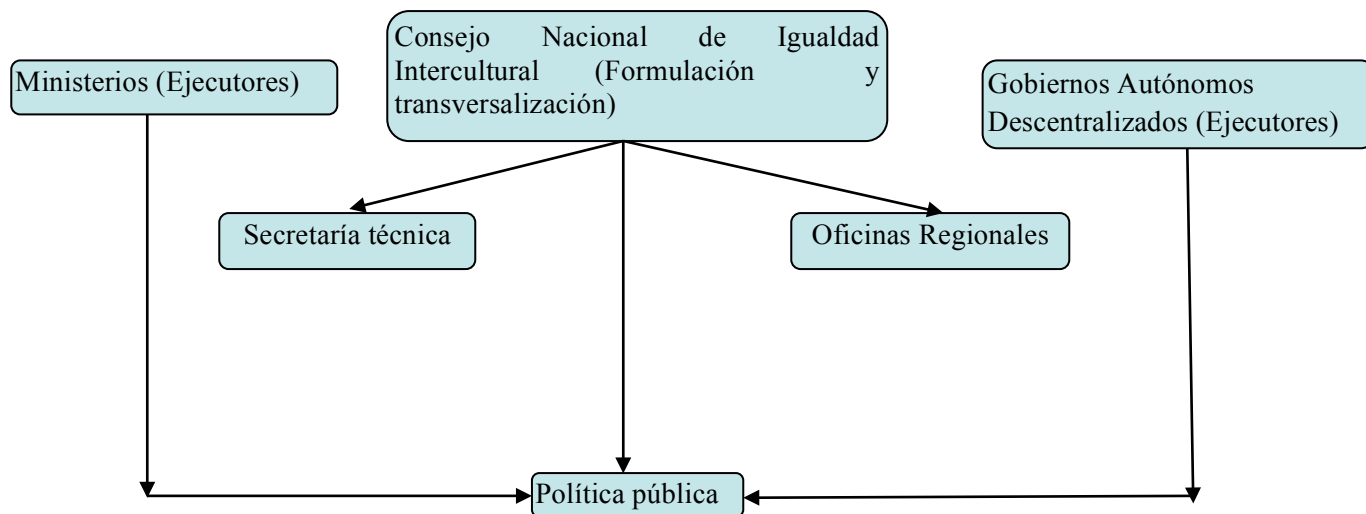 Ministerios (Ejecutores)
Consejo Nacional de Igualdad
Intercultural (Formulación y
transversalización)
Gobiernos Autónomos
Descentralizados (Ejecutores)
Secretaría técnica
Oficinas Regionales
Política pública